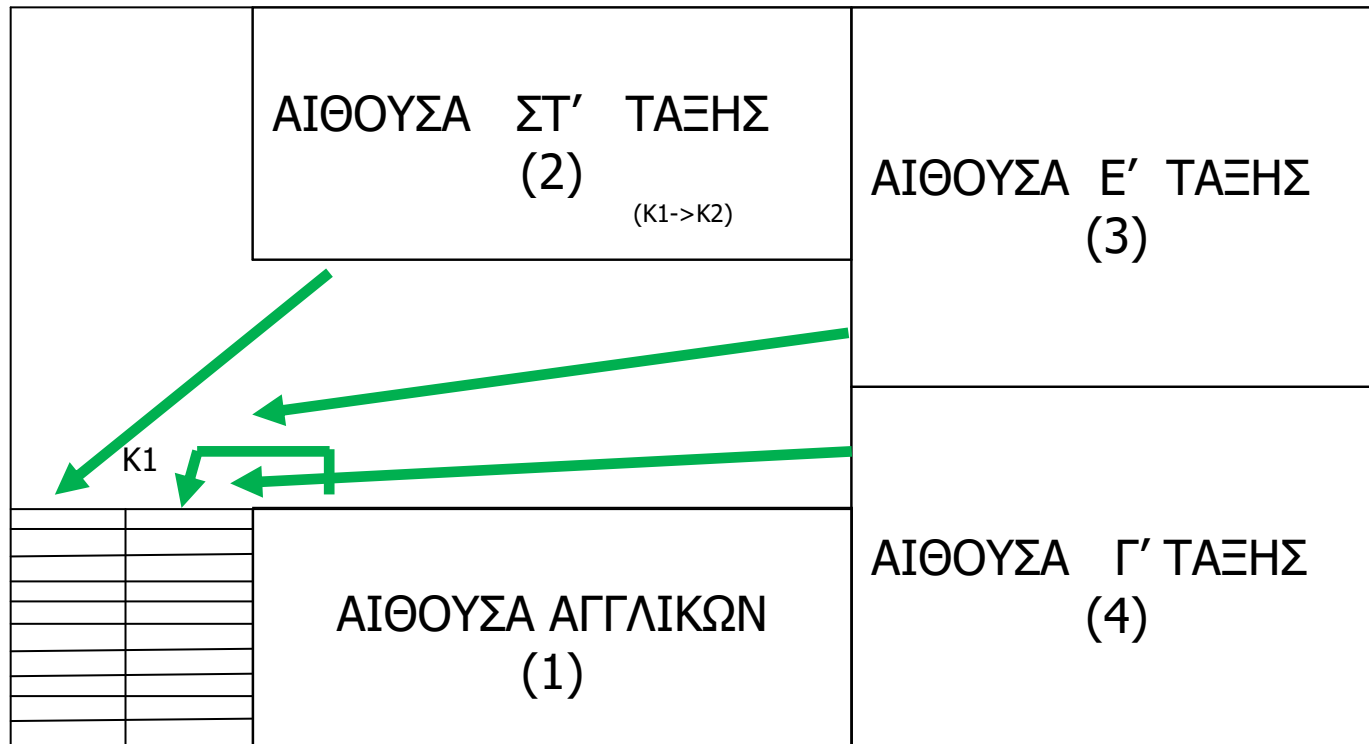 ΑΙΘΟΥΣΑ ΣΤ’ ΤΑΞΗΣ
(2)
(Κ1->Κ2)
ΑΙΘΟΥΣΑ Ε’ ΤΑΞΗΣ
(3)
Κ1
ΑΙΘΟΥΣΑ ΑΓΓΛΙΚΩΝ
(1)
ΑΙΘΟΥΣΑ Γ’ ΤΑΞΗΣ
(4)